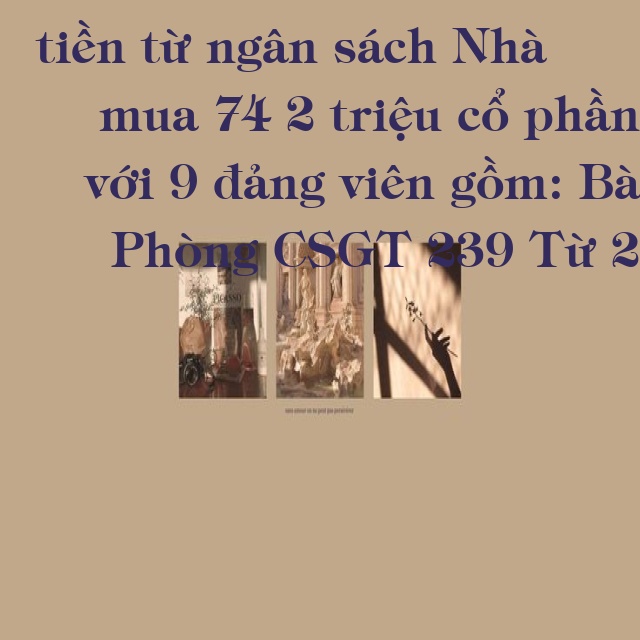 tiền từ ngân sách Nhà
mua 74 2 triệu cổ phần
với 9 đảng viên gồm: Bà
Phòng CSGT 239 Từ 2
PICASSO